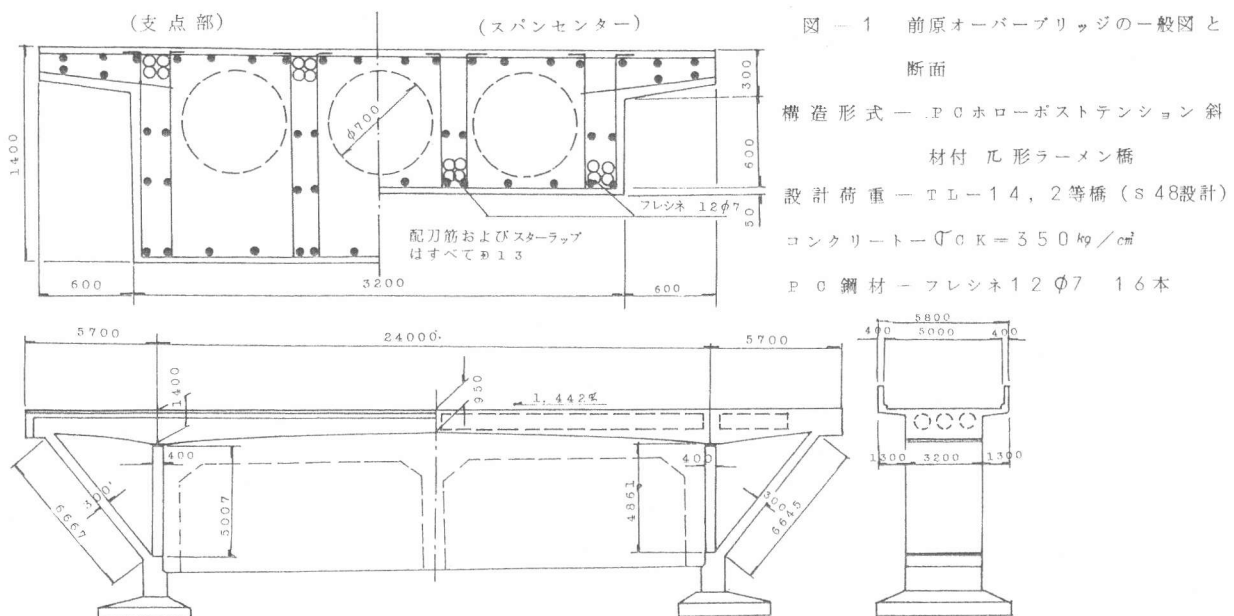 (支点部)
(スパンセンター)
1400
φ700
300
600
50
フレシネ 12φ7
配力筋およびスターラップ
はすべてD13
600
3200
600
図-1 前原オーバーブリッジの一般図と
断面
構造形式-PCホローポストテンション斜
材付π形ラーメン橋
設計荷重-TL-14,2等橋(S48設計)
コンクリート-σCK=350kg/cm²
PC鋼材-フレシネ12φ7 16本
5700
24000
5700
1400
950
1.442%
400
400
300
6667
5007
4861
300
6645
5800
400
5000
400
1300
3200
1300